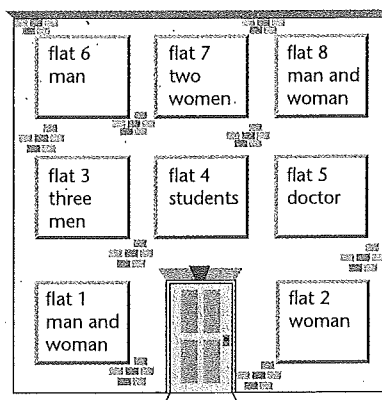 flat 6
man
flat 7
two
women
flat 8
man and
woman
flat 3
three
men
flat 4
students
flat 5
doctor
flat 1
man and
woman
flat 2
woman